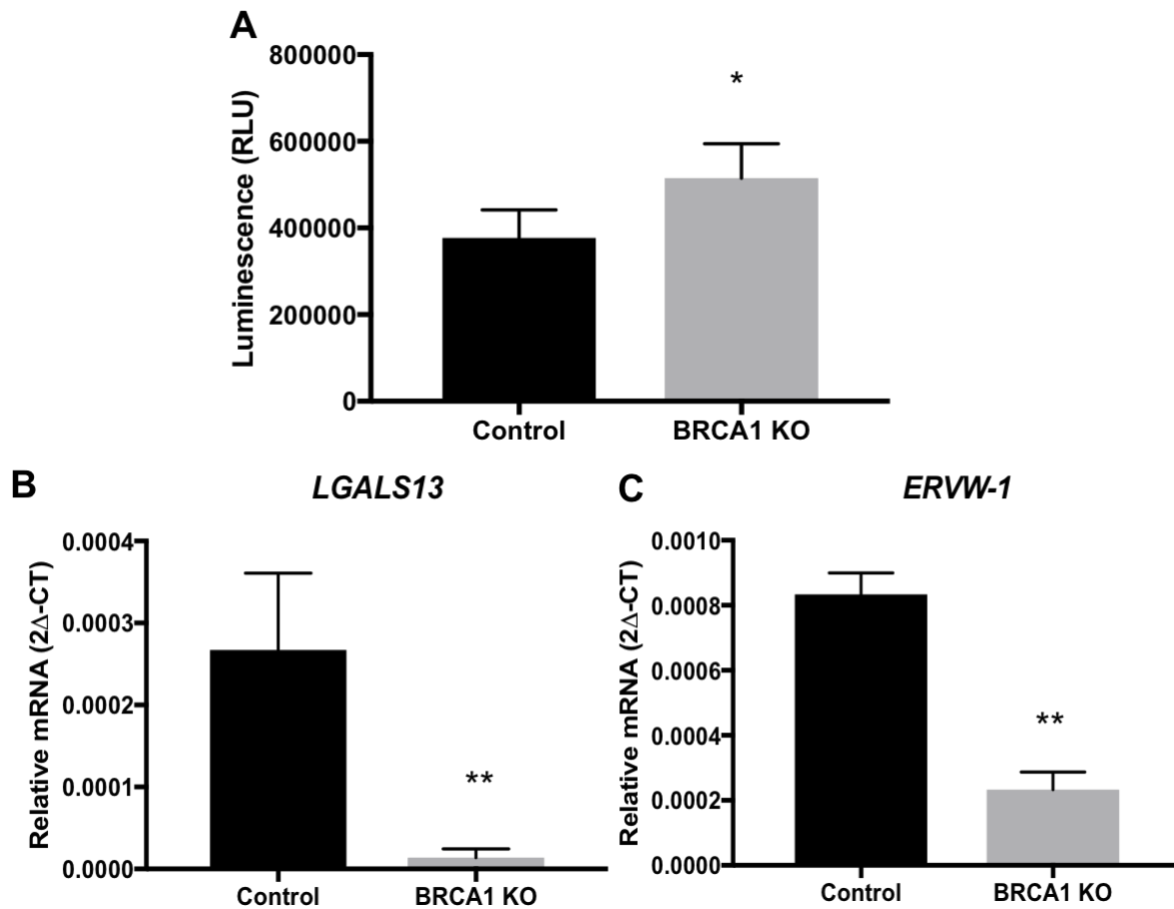 A
Luminescence (RLU)
800000
600000
400000
200000
0
*
Control
BRCA1 KO
B
LGALS13
Relative mRNA (2Δ-CT)
0.0004
0.0003
0.0002
0.0001
0.0000
**
Control
BRCA1 KO
C
ERVW-1
Relative mRNA (2Δ-CT)
0.0010
0.0008
0.0006
0.0004
0.0002
0.0000
**
Control
BRCA1 KO